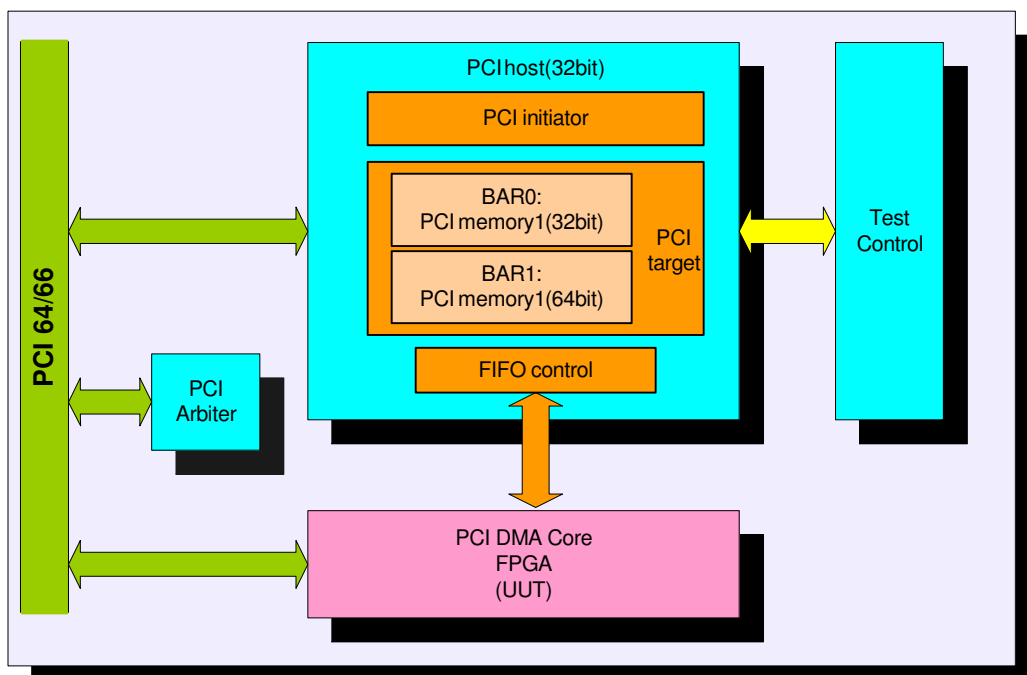 PCI 64/66
PCI host(32bit)
PCI initiator
BAR0:
PCI memory1(32bit)
BAR1:
PCI memory1(64bit)
PCI
target
FIFO control
Test
Control
PCI
Arbiter
PCI DMA Core
FPGA
(UUT)